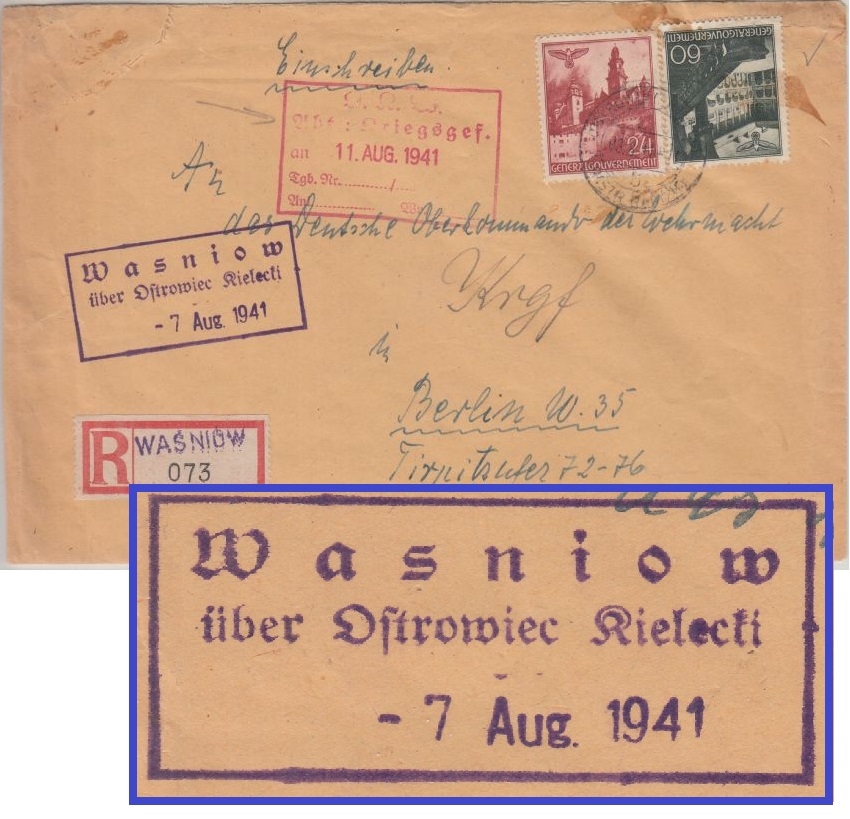 Einschreiben.
O. K. W.
Abt: Kriegsgef.
an 11. AUG. 1941
Tgb. Nr. /
An
24
GENERALGOUVERNEMENT
60
GENERALGOUVERNEMENT
An
das Deutsche Oberkommando der Wehrmacht
Krgf
Wasniow
über Ostrowiec Kielecki
- 7 Aug. 1941
in
Berlin W. 35
Tirpitzufer 72-76
R WAŚNIÓW
073
Wasniow
über Ostrowiec Kielecki
- 7 Aug. 1941